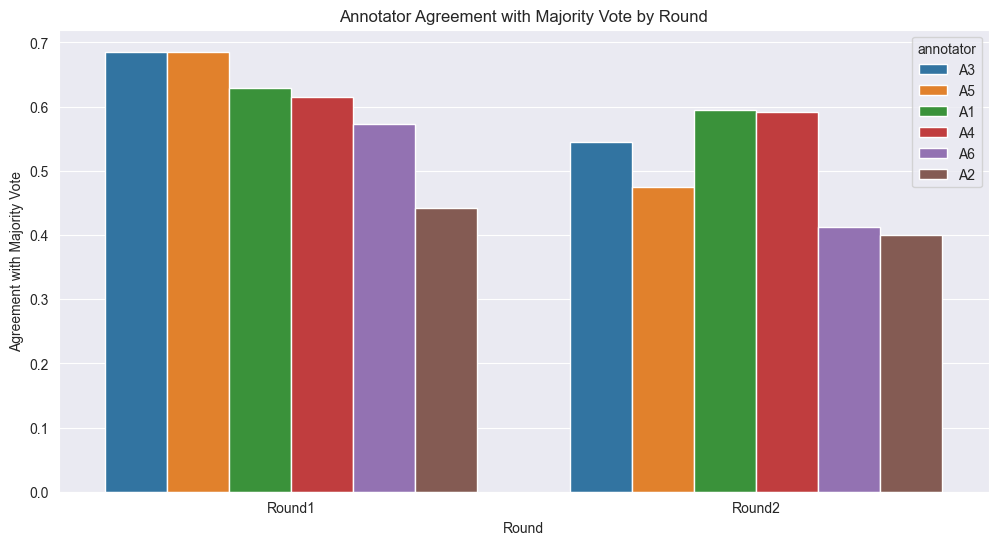 Annotator Agreement with Majority Vote by Round
Agreement with Majority Vote
0.7
0.6
0.5
0.4
0.3
0.2
0.1
0.0
annotator
A3
A5
A1
A4
A6
A2
Round1
Round2
Round